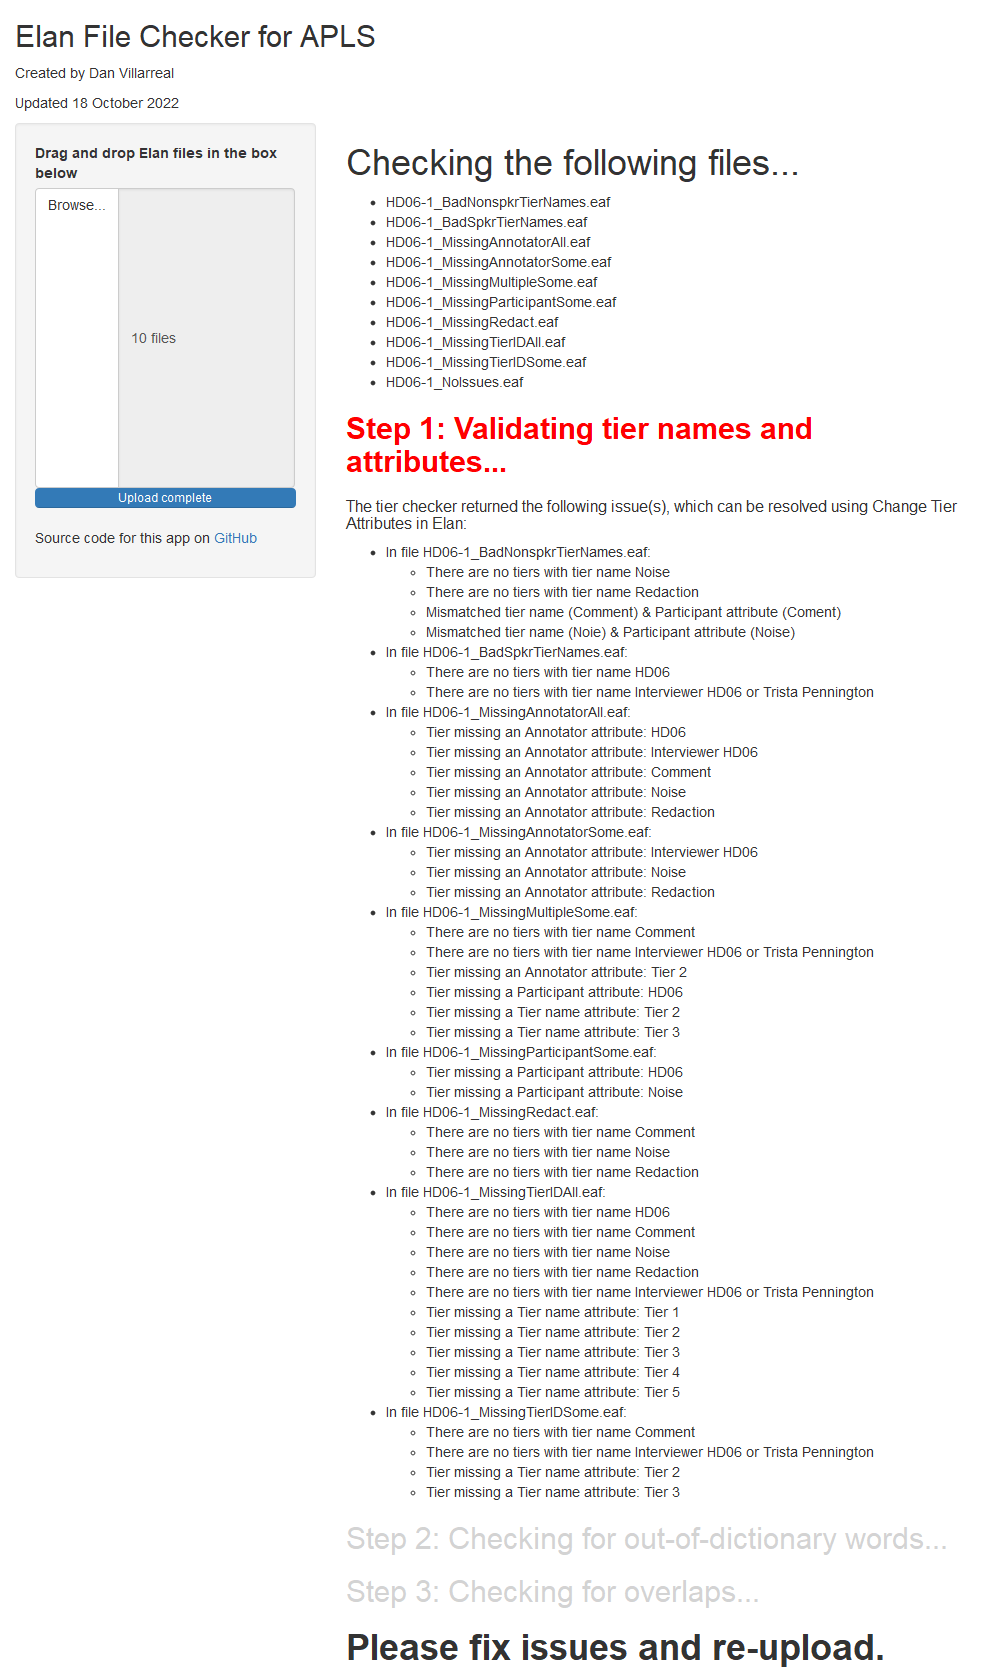 Elan File Checker for APLS
Created by Dan Villarreal
Updated 18 October 2022
Drag and drop Elan files in the box
below
Browse...
10 files
Upload complete
Source code for this app on GitHub
Checking the following files...
HD06-1_BadNonspkrTierNames.eaf
HD06-1_BadSpkrTierNames.eaf
HD06-1_MissingAnnotatorAll.eaf
HD06-1_MissingAnnotatorSome.eaf
HD06-1_MissingMultipleSome.eaf
HD06-1_MissingParticipantSome.eaf
HD06-1_MissingRedact.eaf
HD06-1_MissingTierIDAll.eaf
HD06-1_MissingTierIDSome.eaf
HD06-1_NoIssues.eaf
Step 1: Validating tier names and
attributes...
The tier checker returned the following issue(s), which can be resolved using Change Tier
Attributes in Elan:
In file HD06-1_BadNonspkrTierNames.eaf:
There are no tiers with tier name Noise
There are no tiers with tier name Redaction
Mismatched tier name (Comment) & Participant attribute (Coment)
Mismatched tier name (Noie) & Participant attribute (Noise)
In file HD06-1_BadSpkrTierNames.eaf:
There are no tiers with tier name HD06
There are no tiers with tier name Interviewer HD06 or Trista Pennington
In file HD06-1_MissingAnnotatorAll.eaf:
Tier missing an Annotator attribute: HD06
Tier missing an Annotator attribute: Interviewer HD06
Tier missing an Annotator attribute: Comment
Tier missing an Annotator attribute: Noise
Tier missing an Annotator attribute: Redaction
In file HD06-1_MissingAnnotatorSome.eaf:
Tier missing an Annotator attribute: Interviewer HD06
Tier missing an Annotator attribute: Noise
Tier missing an Annotator attribute: Redaction
In file HD06-1_MissingMultipleSome.eaf:
There are no tiers with tier name Comment
There are no tiers with tier name Interviewer HD06 or Trista Pennington
Tier missing an Annotator attribute: Tier 2
Tier missing a Participant attribute: HD06
Tier missing a Tier name attribute: Tier 2
Tier missing a Tier name attribute: Tier 3
In file HD06-1_MissingParticipantSome.eaf:
Tier missing a Participant attribute: HD06
Tier missing a Participant attribute: Noise
In file HD06-1_MissingRedact.eaf:
There are no tiers with tier name Comment
There are no tiers with tier name Noise
There are no tiers with tier name Redaction
In file HD06-1_MissingTierIDAll.eaf:
There are no tiers with tier name HD06
There are no tiers with tier name Comment
There are no tiers with tier name Noise
There are no tiers with tier name Redaction
There are no tiers with tier name Interviewer HD06 or Trista Pennington
Tier missing a Tier name attribute: Tier 1
Tier missing a Tier name attribute: Tier 2
Tier missing a Tier name attribute: Tier 3
Tier missing a Tier name attribute: Tier 4
Tier missing a Tier name attribute: Tier 5
In file HD06-1_MissingTierIDSome.eaf:
There are no tiers with tier name Comment
There are no tiers with tier name Interviewer HD06 or Trista Pennington
Tier missing a Tier name attribute: Tier 2
Tier missing a Tier name attribute: Tier 3
Step 2: Checking for out-of-dictionary words...
Step 3: Checking for overlaps...
Please fix issues and re-upload.